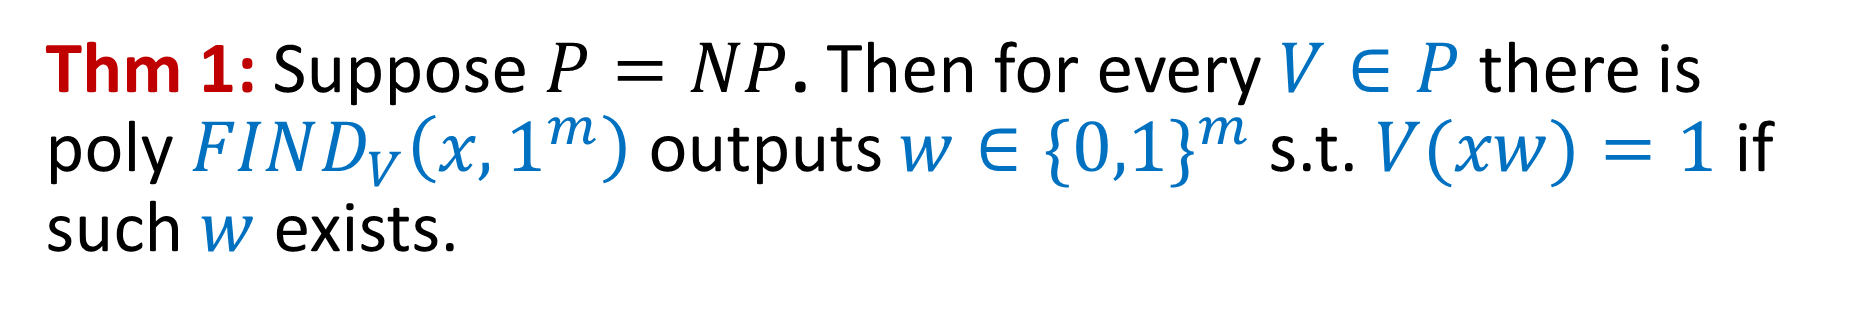 Thm 1: Suppose 𝑃 = 𝑁𝑃. Then for every 𝑉 ∈ 𝑃 there is
poly 𝐹𝐼𝑁𝐷_𝑉(𝑥, 1^𝑚) outputs 𝑤 ∈ {0,1}^𝑚 s.t. 𝑉(𝑥𝑤) = 1 if
such 𝑤 exists.